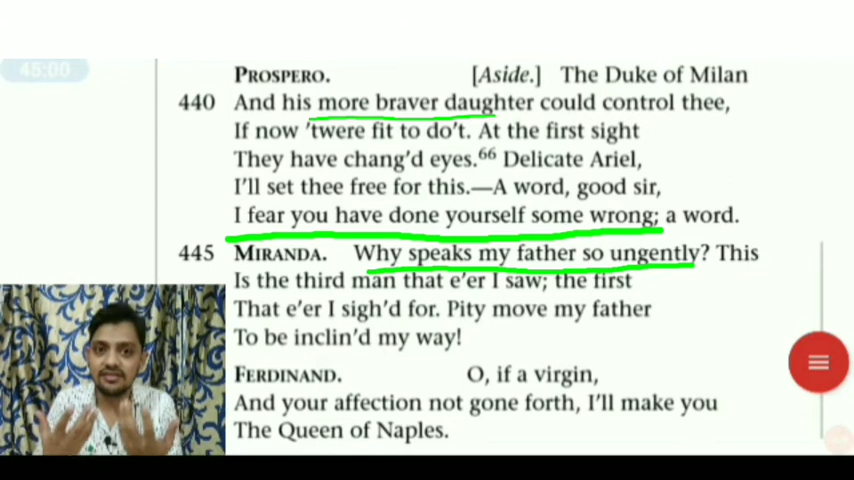 45:00
PROSPERO. [Aside.] The Duke of Milan
440 And his more braver daughter could control thee,
If now 'twere fit to do't. At the first sight
They have chang'd eyes.66 Delicate Ariel,
I'll set thee free for this.—A word, good sir,
I fear you have done yourself some wrong; a word.
445 MIRANDA. Why speaks my father so ungently? This
Is the third man that e'er I saw; the first
That e'er I sigh'd for. Pity move my father
To be inclin'd my way!
FERDINAND. O, if a virgin,
And your affection not gone forth, I'll make you
The Queen of Naples.